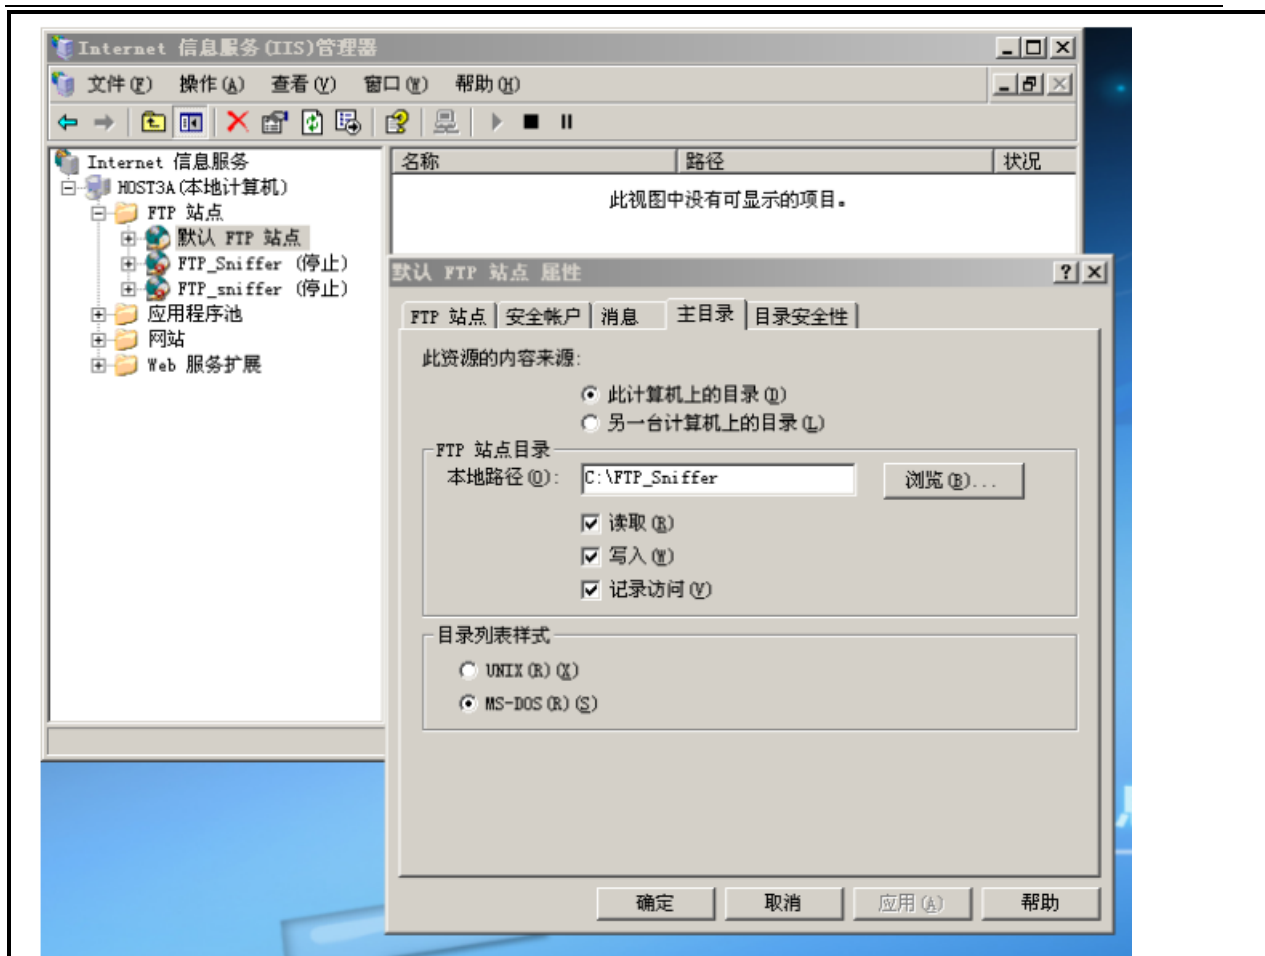 Internet 信息服务(IIS)管理器
文件(F) 操作(A) 查看(V) 窗口(W) 帮助(H)
Internet 信息服务
HOST3A(本地计算机)
FTP 站点
默认 FTP 站点
FTP_Sniffer (停止)
FTP_sniffer (停止)
应用程序池
网站
Web 服务扩展
名称 路径 状况
此视图中没有可显示的项目。
默认 FTP 站点 属性
FTP 站点 安全帐户 消息 主目录 目录安全性
此资源的内容来源:
此计算机上的目录(D)
另一台计算机上的目录(L)
FTP 站点目录
本地路径(O): C:\FTP_Sniffer 浏览(B)...
读取(R)
写入(W)
记录访问(V)
目录列表样式
UNIX(R)(X)
MS-DOS(R)(S)
确定 取消 应用(A) 帮助